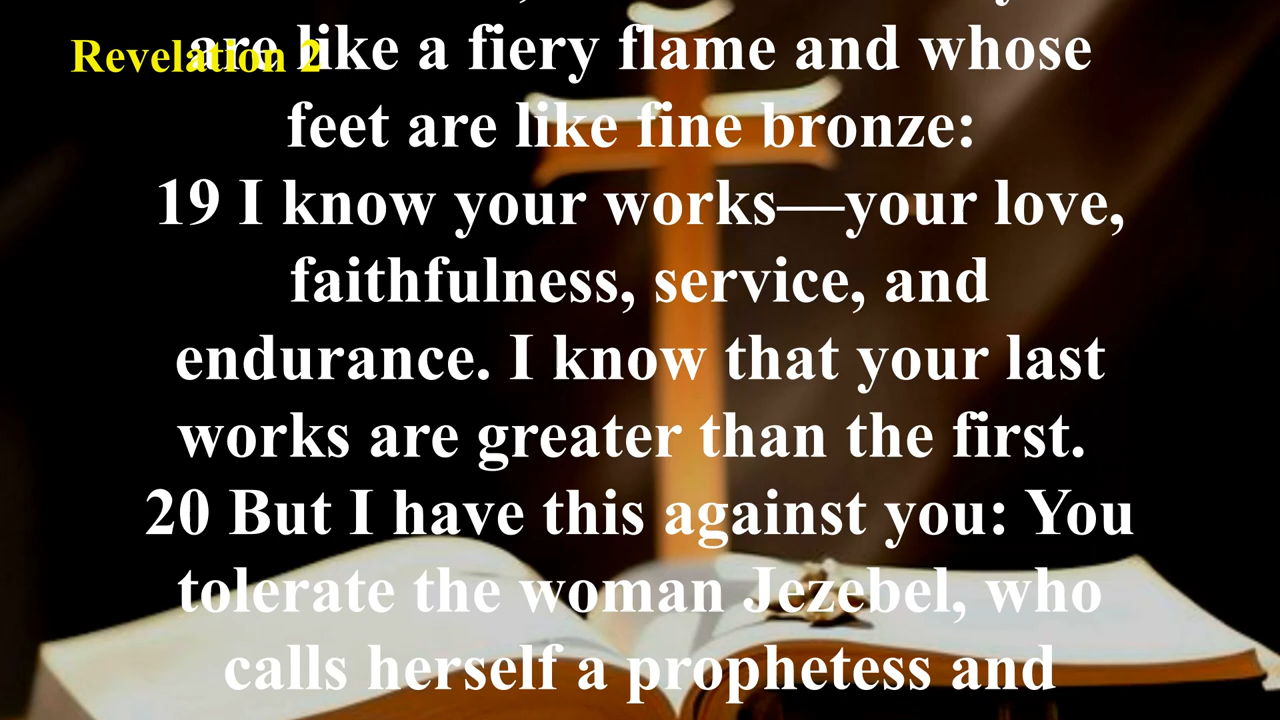 Revelation 2
are like a fiery flame and whose
feet are like fine bronze:
19 I know your works—your love,
faithfulness, service, and
endurance. I know that your last
works are greater than the first.
20 But I have this against you: You
tolerate the woman Jezebel, who
calls herself a prophetess and